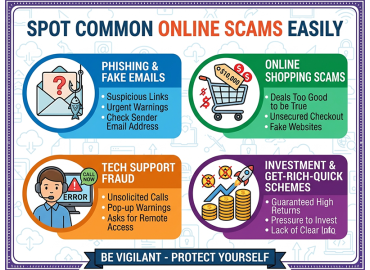 SPOT COMMON ONLINE SCAMS EASILY
PHISHING &
FAKE EMAILS
• Suspicious Links
• Urgent Warnings
• Check Sender
Email Address
ONLINE
SHOPPING SCAMS
• Deals Too Good
to be True
• Unsecured Checkout
• Fake Websites
TECH SUPPORT
FRAUD
• Unsolicited Calls
• Pop-up Warnings
• Asks for Remote
Access
CALL
NOW
ERROR
INVESTMENT &
GET-RICH-QUICK
SCHEMES
• Guaranteed High
Returns
• Pressure to Invest
• Lack of Clear Info
BE VIGILANT - PROTECT YOURSELF